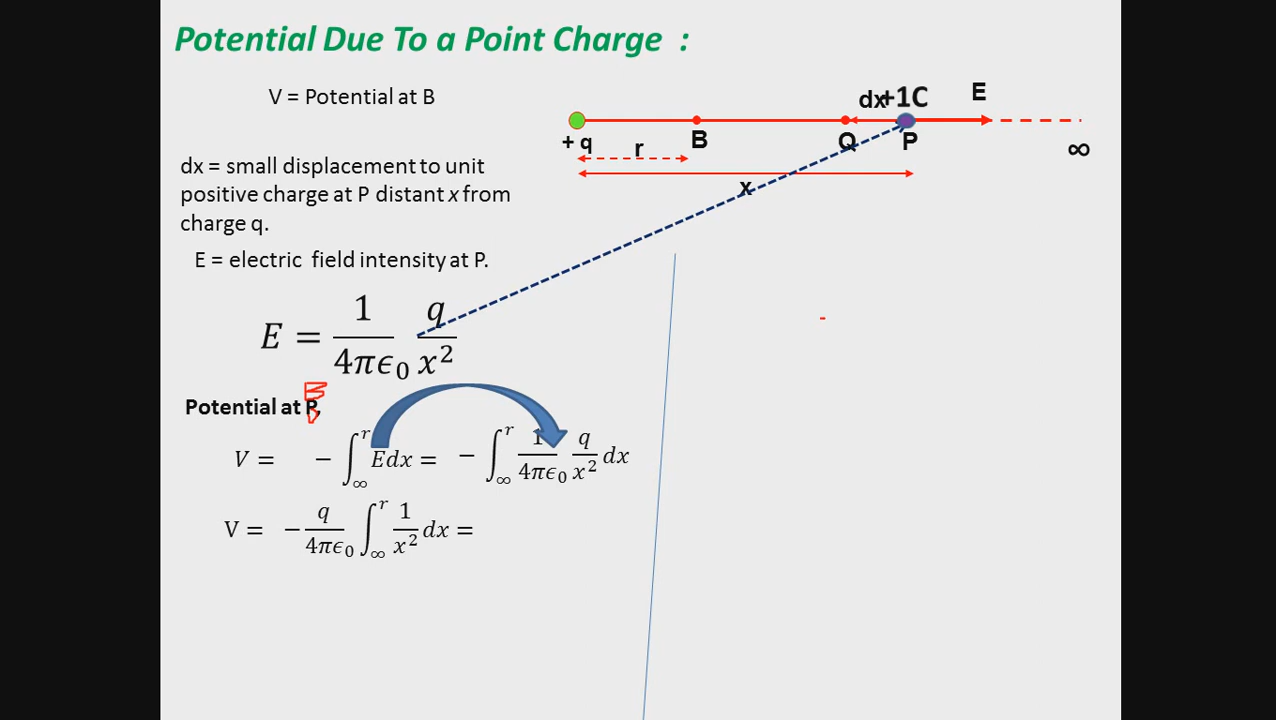 Potential Due To a Point Charge :
V = Potential at B
dx +1C E
+ q r B Q P ∞
x
dx = small displacement to unit
positive charge at P distant x from
charge q.
E = electric field intensity at P.
E = 1/(4πϵ₀) q/x²
Potential at P,
V = − ∫_∞^r Edx = − ∫_∞^r 1/(4πϵ₀) q/x² dx
V = − q/(4πϵ₀) ∫_∞^r 1/x² dx =